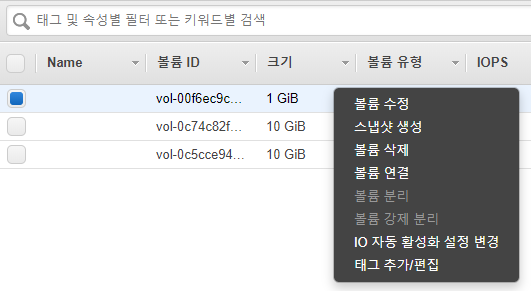 태그 및 속성별 필터 또는 키워드별 검색
Name 볼륨 ID 크기 볼륨 유형 IOPS
vol-00f6ec9c... 1 GiB
vol-0c74c82f... 10 GiB
vol-0c5cce94... 10 GiB
볼륨 수정
스냅샷 생성
볼륨 삭제
볼륨 연결
볼륨 분리
볼륨 강제 분리
IO 자동 활성화 설정 변경
태그 추가/편집